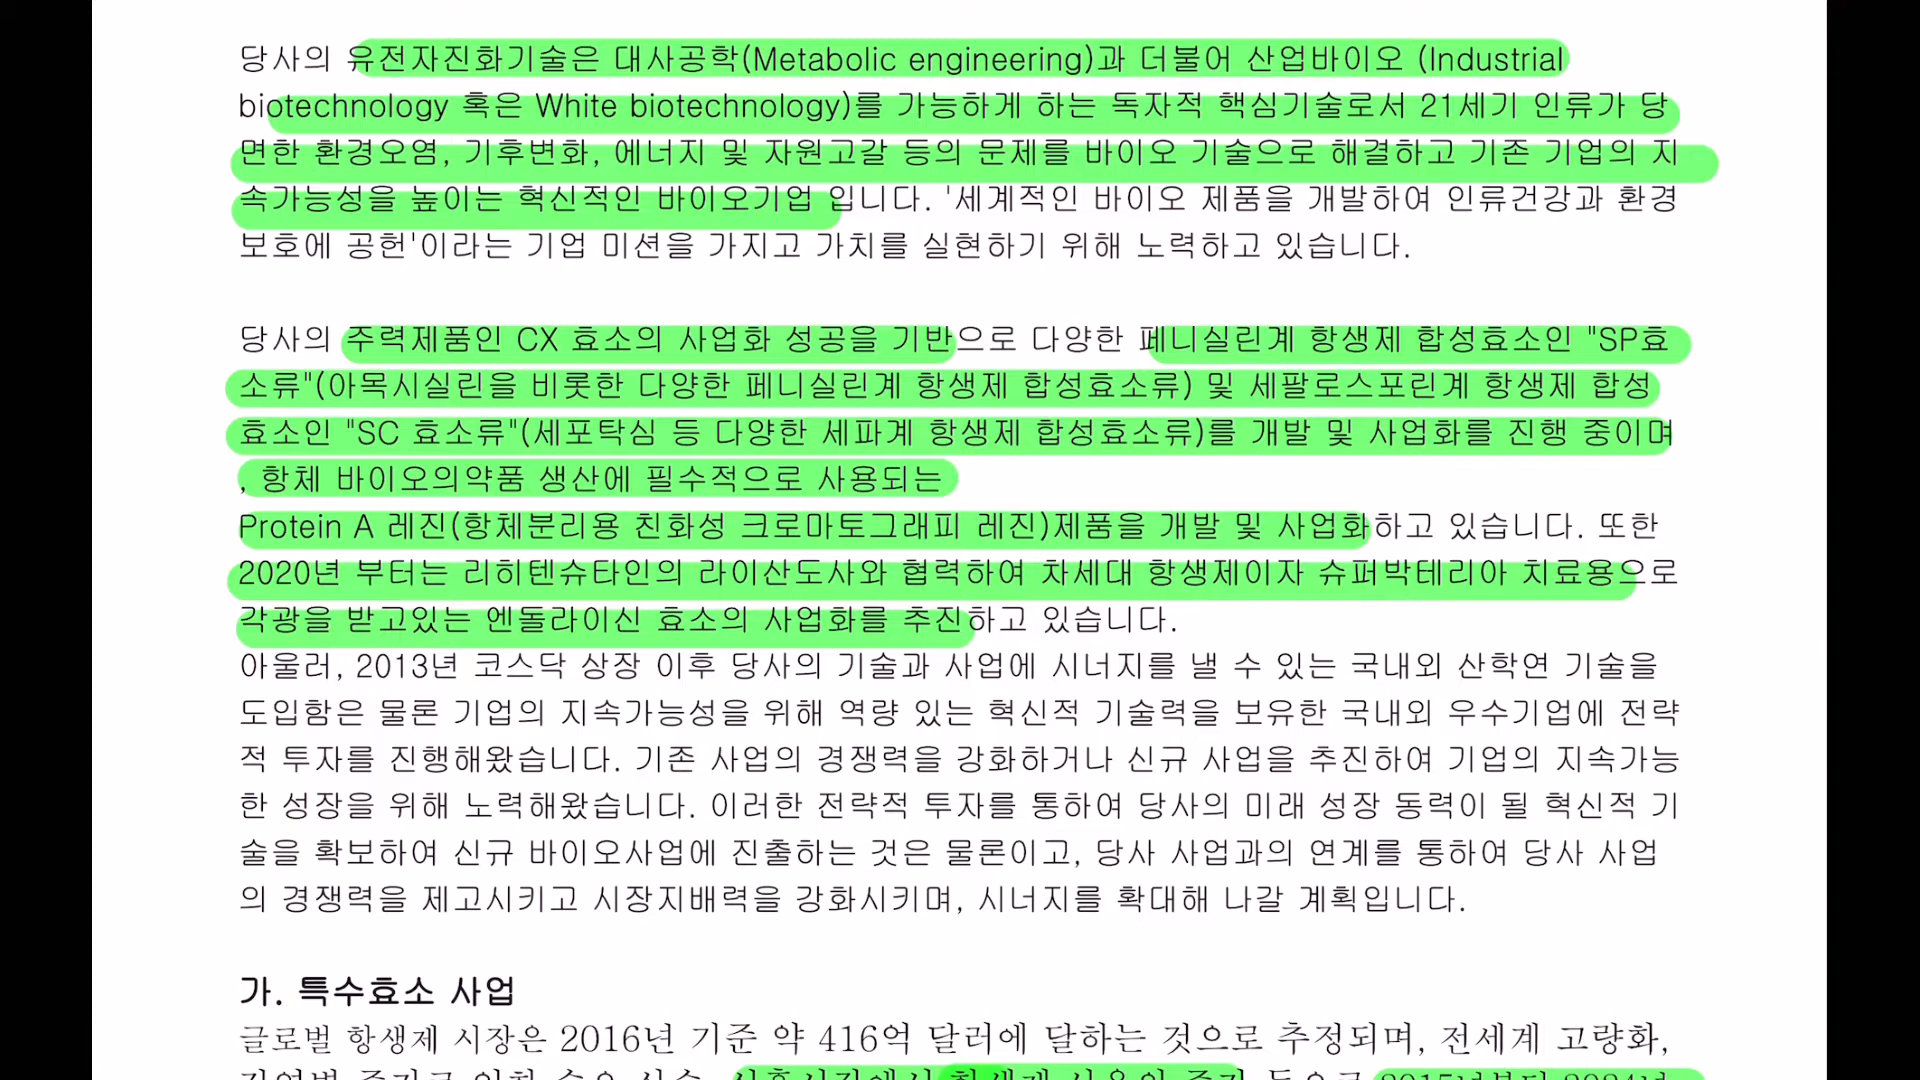 당사의 유전자진화기술은 대사공학(Metabolic engineering)과 더불어 산업바이오 (Industrial
biotechnology 혹은 White biotechnology)를 가능하게 하는 독자적 핵심기술로서 21세기 인류가 당
면한 환경오염, 기후변화, 에너지 및 자원고갈 등의 문제를 바이오 기술으로 해결하고 기존 기업의 지
속가능성을 높이는 혁신적인 바이오기업 입니다. '세계적인 바이오 제품을 개발하여 인류건강과 환경
보호에 공헌'이라는 기업 미션을 가지고 가치를 실현하기 위해 노력하고 있습니다.
당사의 주력제품인 CX 효소의 사업화 성공을 기반으로 다양한 페니실린계 항생제 합성효소인 "SP효
소류"(아목시실린을 비롯한 다양한 페니실린계 항생제 합성효소류) 및 세팔로스포린계 항생제 합성
효소인 "SC 효소류"(세포탁심 등 다양한 세파계 항생제 합성효소류)를 개발 및 사업화를 진행 중이며
, 항체 바이오의약품 생산에 필수적으로 사용되는
Protein A 레진(항체분리용 친화성 크로마토그래피 레진)제품을 개발 및 사업화하고 있습니다. 또한
2020년 부터는 리히텐슈타인의 라이산도사와 협력하여 차세대 항생제이자 슈퍼박테리아 치료용으로
각광을 받고있는 엔돌라이신 효소의 사업화를 추진하고 있습니다.
아울러, 2013년 코스닥 상장 이후 당사의 기술과 사업에 시너지를 낼 수 있는 국내외 산학연 기술을
도입함은 물론 기업의 지속가능성을 위해 역량 있는 혁신적 기술력을 보유한 국내외 우수기업에 전략
적 투자를 진행해왔습니다. 기존 사업의 경쟁력을 강화하거나 신규 사업을 추진하여 기업의 지속가능
한 성장을 위해 노력해왔습니다. 이러한 전략적 투자를 통하여 당사의 미래 성장 동력이 될 혁신적 기
술을 확보하여 신규 바이오사업에 진출하는 것은 물론이고, 당사 사업과의 연계를 통하여 당사 사업
의 경쟁력을 제고시키고 시장지배력을 강화시키며, 시너지를 확대해 나갈 계획입니다.
가. 특수효소 사업
글로벌 항생제 시장은 2016년 기준 약 416억 달러에 달하는 것으로 추정되며, 전세계 고량화,